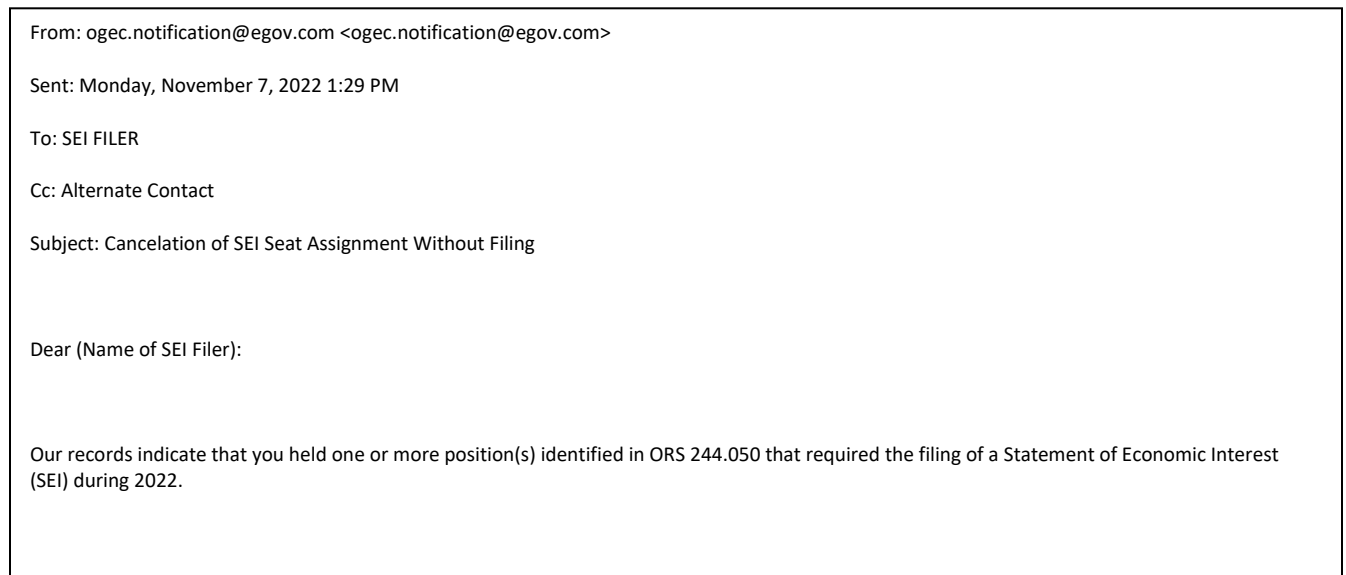 From: ogec.notification@egov.com <ogec.notification@egov.com>
Sent: Monday, November 7, 2022 1:29 PM
To: SEI FILER
Cc: Alternate Contact
Subject: Cancelation of SEI Seat Assignment Without Filing
Dear (Name of SEI Filer):
Our records indicate that you held one or more position(s) identified in ORS 244.050 that required the filing of a Statement of Economic Interest
(SEI) during 2022.